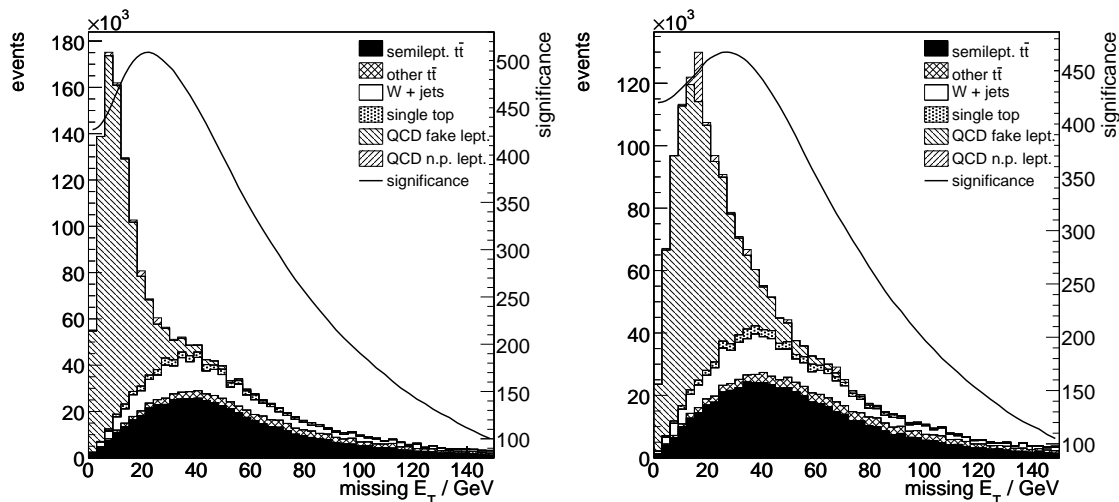 ×10³
events
180
160
140
120
100
80
60
40
20
0
0 20 40 60 80 100 120 140
missing E_T / GeV
500
450
400
350
300
250
200
150
100
significance
semilept. tt̄
other tt̄
W + jets
single top
QCD fake lept.
QCD n.p. lept.
significance
×10³
events
120
100
80
60
40
20
0
0 20 40 60 80 100 120 140
missing E_T / GeV
450
400
350
300
250
200
150
100
significance
semilept. tt̄
other tt̄
W + jets
single top
QCD fake lept.
QCD n.p. lept.
significance